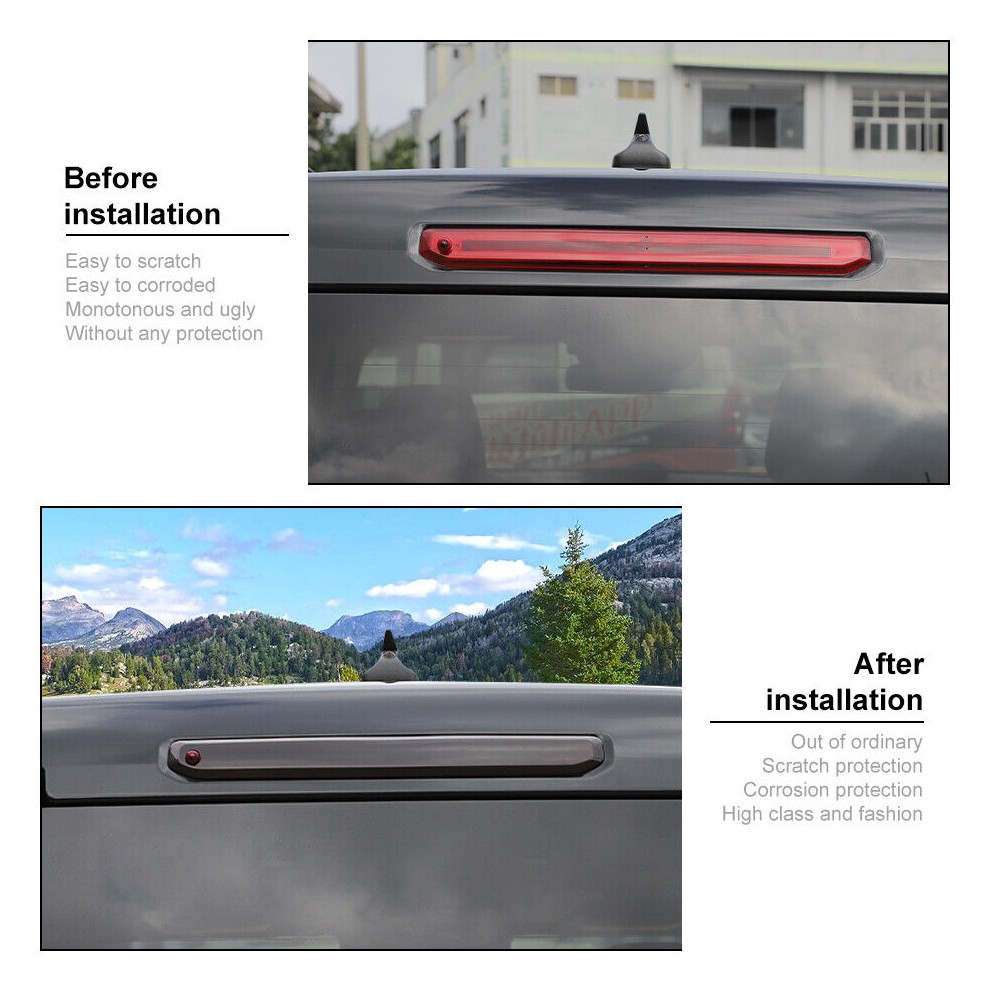 Before
installation
Easy to scratch
Easy to corroded
Monotonous and ugly
Without any protection
After
installation
Out of ordinary
Scratch protection
Corrosion protection
High class and fashion